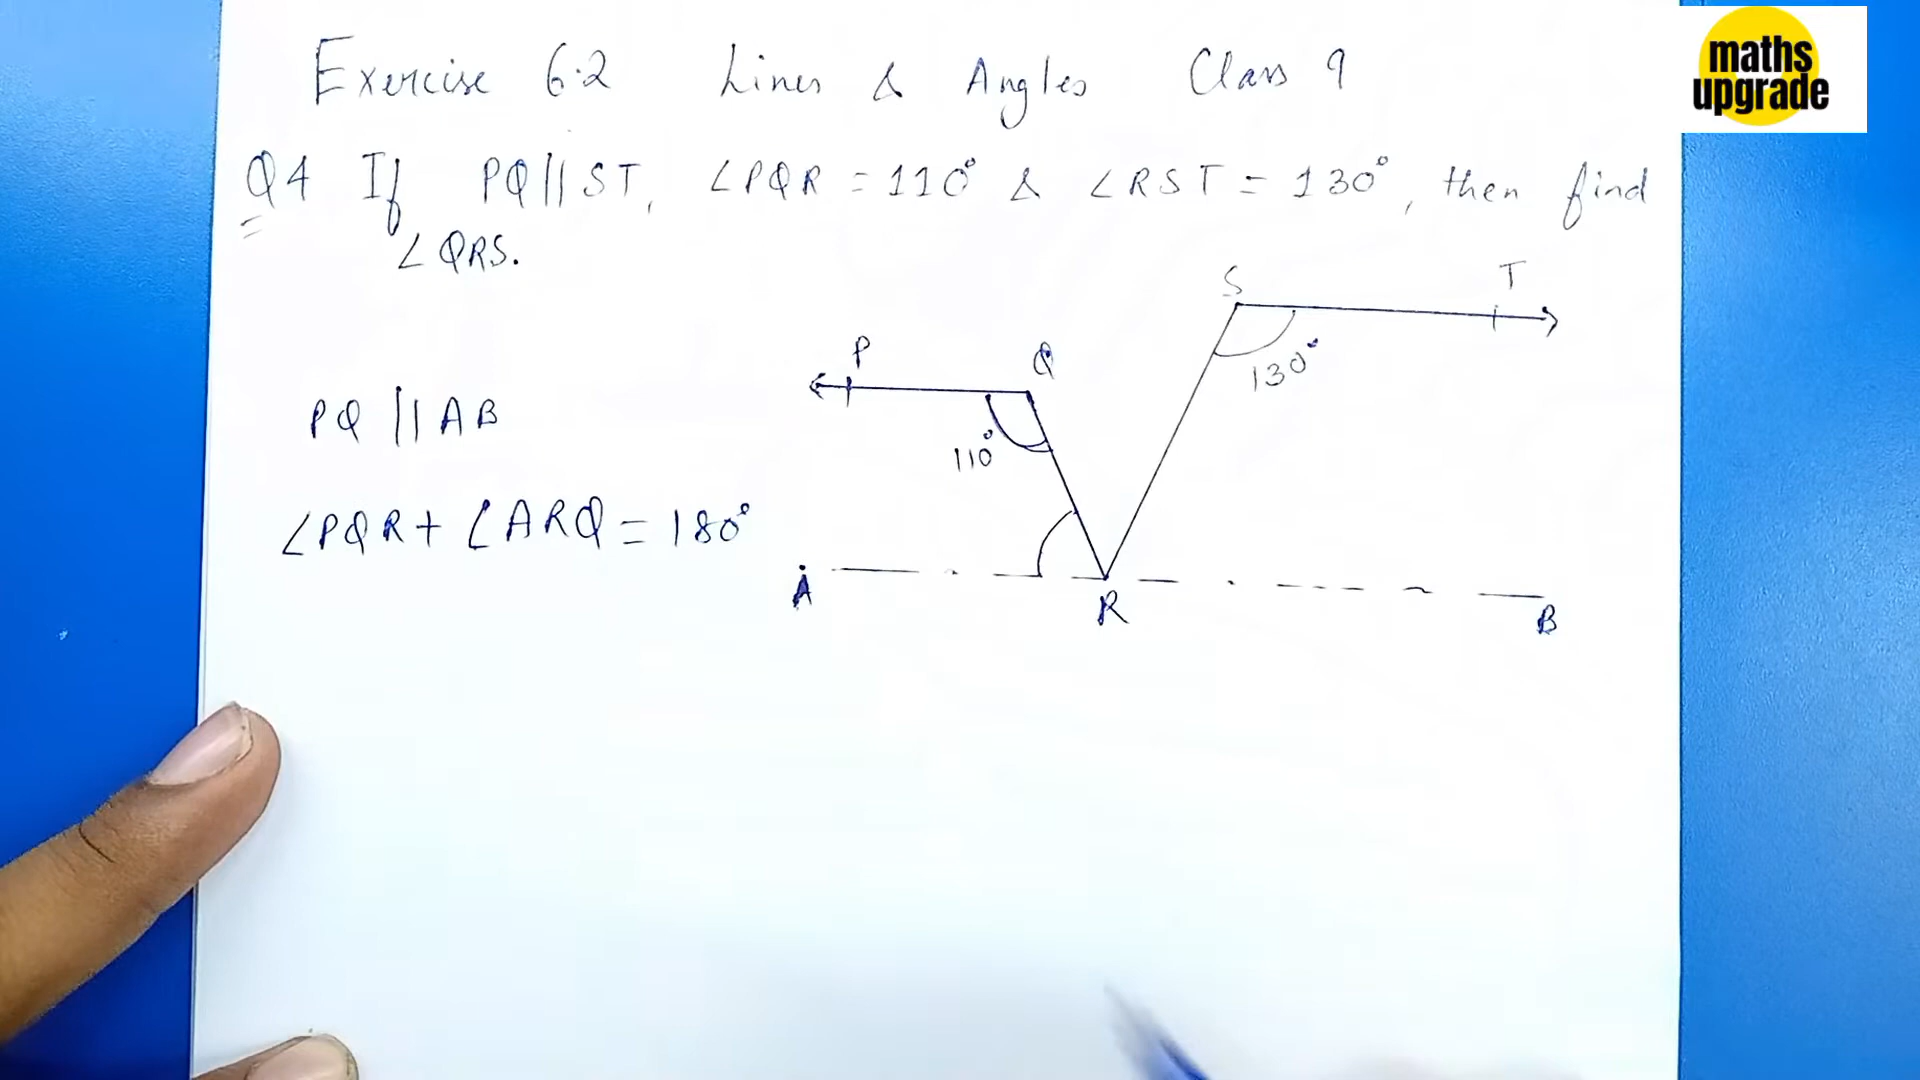 maths
upgrade
Exercise 6.2 Lines & Angles Class 9
Q4 If PQ || ST, ∠PQR = 110° & ∠RST = 130°, then find
∠QRS.
S T
P Q
130°
PQ || AB
110°
∠PQR + ∠ARQ = 180°
A R B